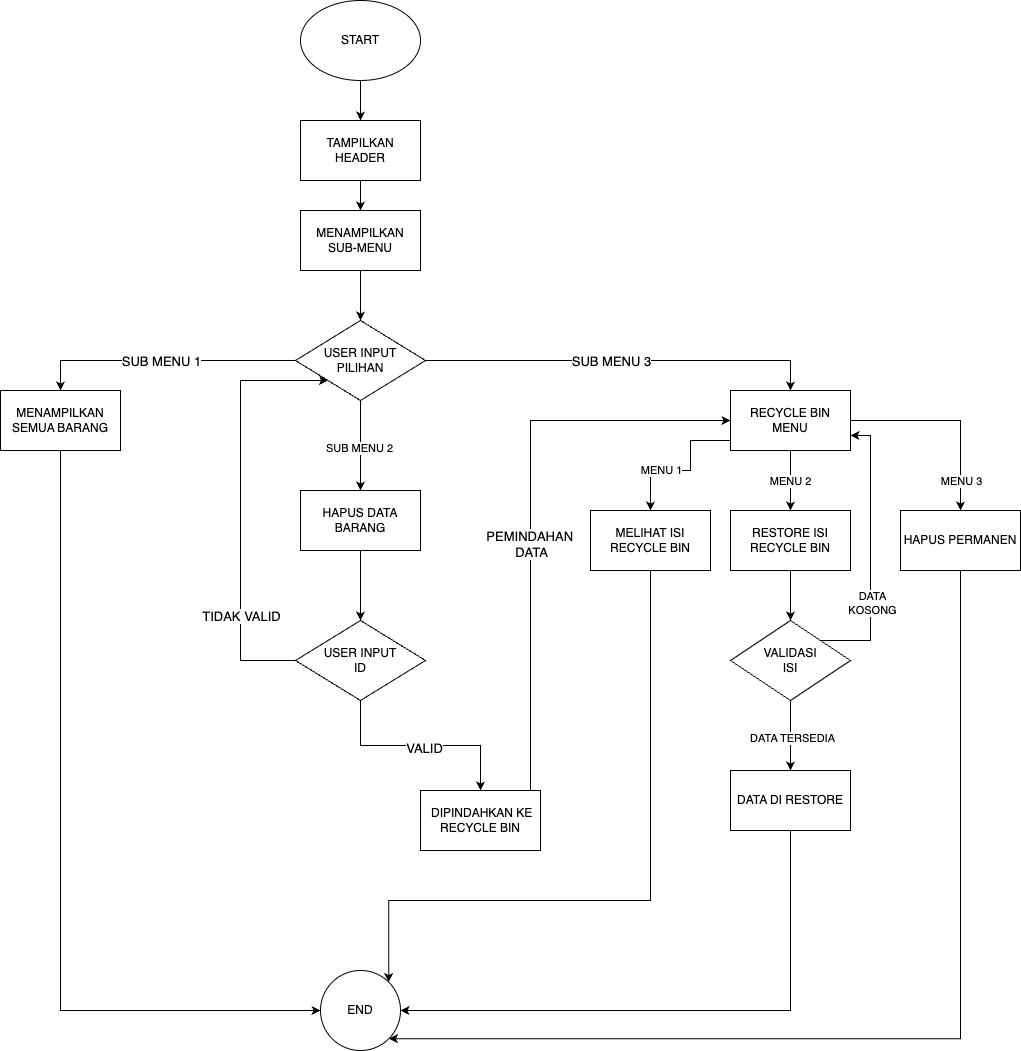 START
TAMPILKAN
HEADER
MENAMPILKAN
SUB-MENU
USER INPUT
PILIHAN
SUB MENU 1
SUB MENU 3
MENAMPILKAN
SEMUA BARANG
RECYCLE BIN
MENU
SUB MENU 2
MENU 1
MENU 2
MENU 3
HAPUS DATA
BARANG
PEMINDAHAN
DATA
MELIHAT ISI
RECYCLE BIN
RESTORE ISI
RECYCLE BIN
HAPUS PERMANEN
DATA
KOSONG
TIDAK VALID
USER INPUT
ID
VALIDASI
ISI
VALID
DATA TERSEDIA
DIPINDAHKAN KE
RECYCLE BIN
DATA DI RESTORE
END